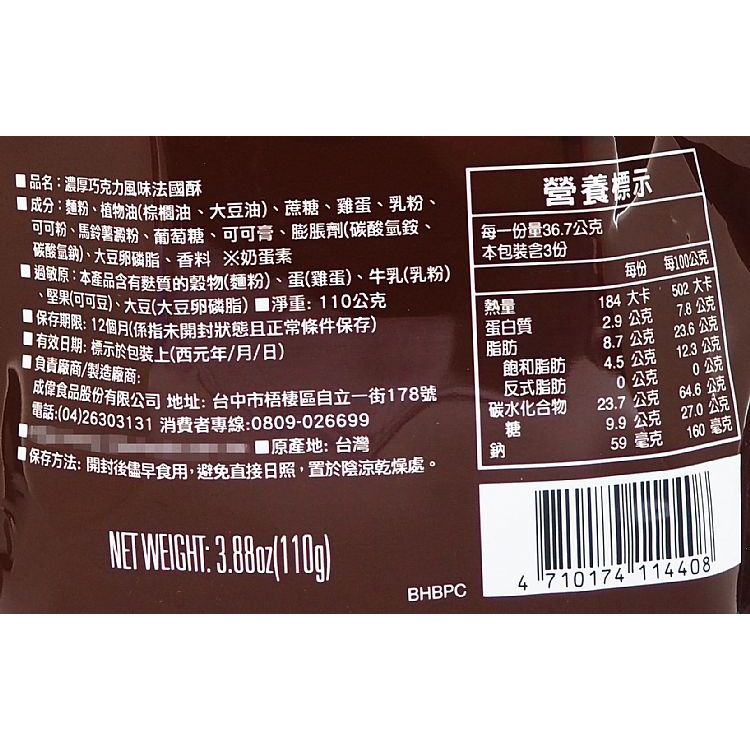 ■品名：濃厚巧克力風味法國酥
■成分：麵粉、植物油(棕櫚油、大豆油)、蔗糖、雞蛋、乳粉、
可可粉、馬鈴薯澱粉、葡萄糖、可可膏、膨脹劑(碳酸氫銨、
碳酸氫鈉)、大豆卵磷脂、香料 ※奶蛋素
■過敏原：本產品含有麩質的穀物(麵粉)、蛋(雞蛋)、牛乳(乳粉)
、堅果(可可豆)、大豆(大豆卵磷脂) ■淨重: 110公克
■保存期限: 12個月(係指未開封狀態且正常條件保存)
■有效日期: 標示於包裝上(西元年/月/日)
■負責廠商/製造廠商:
成偉食品股份有限公司 地址: 台中市梧棲區自立一街178號
電話:(04)26303131 消費者專線:0809-026699
■原產地: 台灣
■保存方法: 開封後儘早食用，避免直接日照，置於陰涼乾燥處。
NET WEIGHT: 3.88oz(110g)
BHBPC
營養標示
每一份量36.7公克
本包裝含3份
每份 每100公克
熱量 184 大卡 502 大卡
蛋白質 2.9 公克 7.8 公克
脂肪 8.7 公克 23.6 公克
飽和脂肪 4.5 公克 12.3 公克
反式脂肪 0 公克 0 公克
碳水化合物 23.7 公克 64.6 公克
糖 9.9 公克 27.0 公克
鈉 59 毫克 160 毫克
4 710174 114408